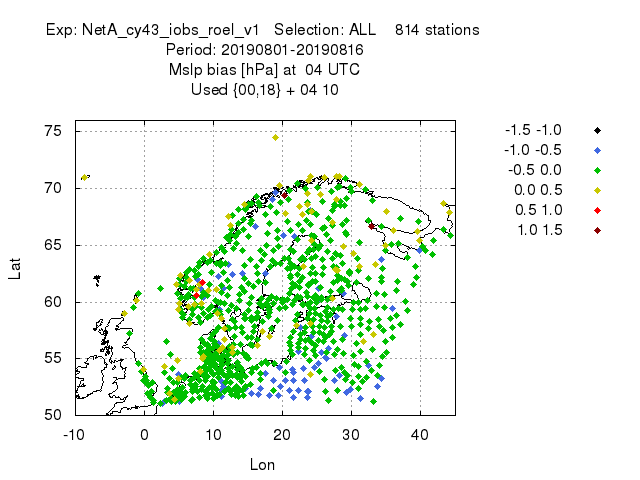 Exp: NetA_cy43_iobs_roel_v1 Selection: ALL 814 stations
Period: 20190801-20190816
Mslp bias [hPa] at 04 UTC
Used {00,18} + 04 10
-1.5 -1.0
-1.0 -0.5
-0.5 0.0
0.0 0.5
0.5 1.0
1.0 1.5
75
70
65
60
55
50
Lat
-10 0 10 20 30 40
Lon